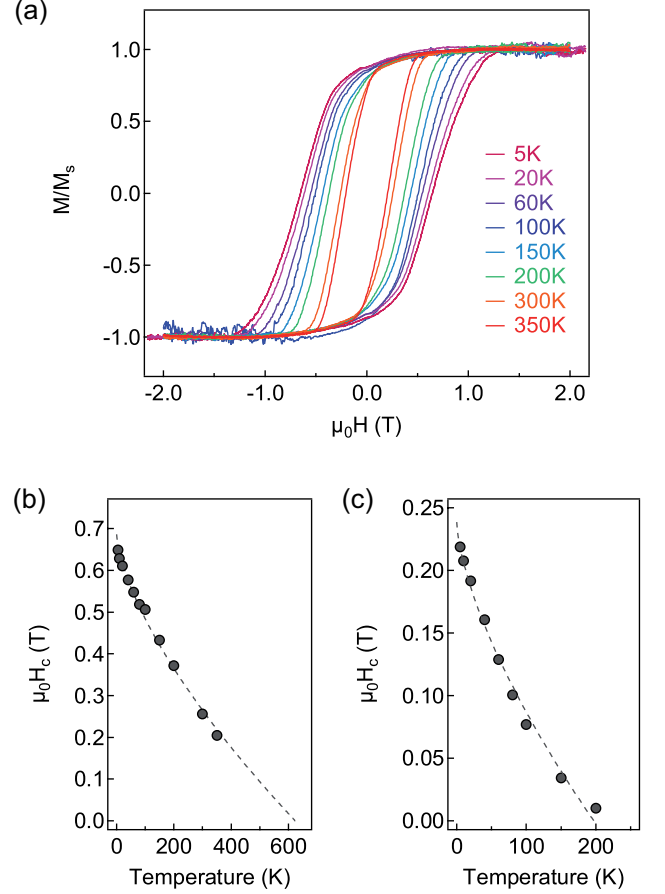 (a)
1.0
0.5
0.0
-0.5
-1.0
M/Mₛ
5K
20K
60K
100K
150K
200K
300K
350K
-2.0 -1.0 0.0 1.0 2.0
μ₀H (T)
(b)
0.7
0.6
0.5
0.4
0.3
0.2
0.1
0.0
μ₀H_c (T)
0 200 400 600
Temperature (K)
(c)
0.25
0.20
0.15
0.10
0.05
0.00
μ₀H_c (T)
0 100 200
Temperature (K)